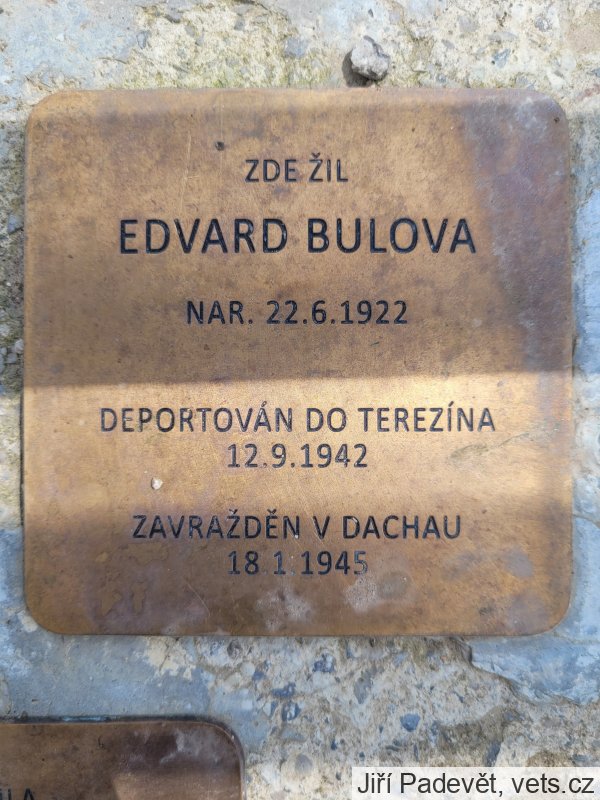 ZDE ŽIL
EDVARD BULOVA
NAR. 22.6.1922
DEPORTOVÁN DO TEREZÍNA
12.9.1942
ZAVRAŽDĚN V DACHAU
18.1.1945
Jiří Padevět, vets.cz